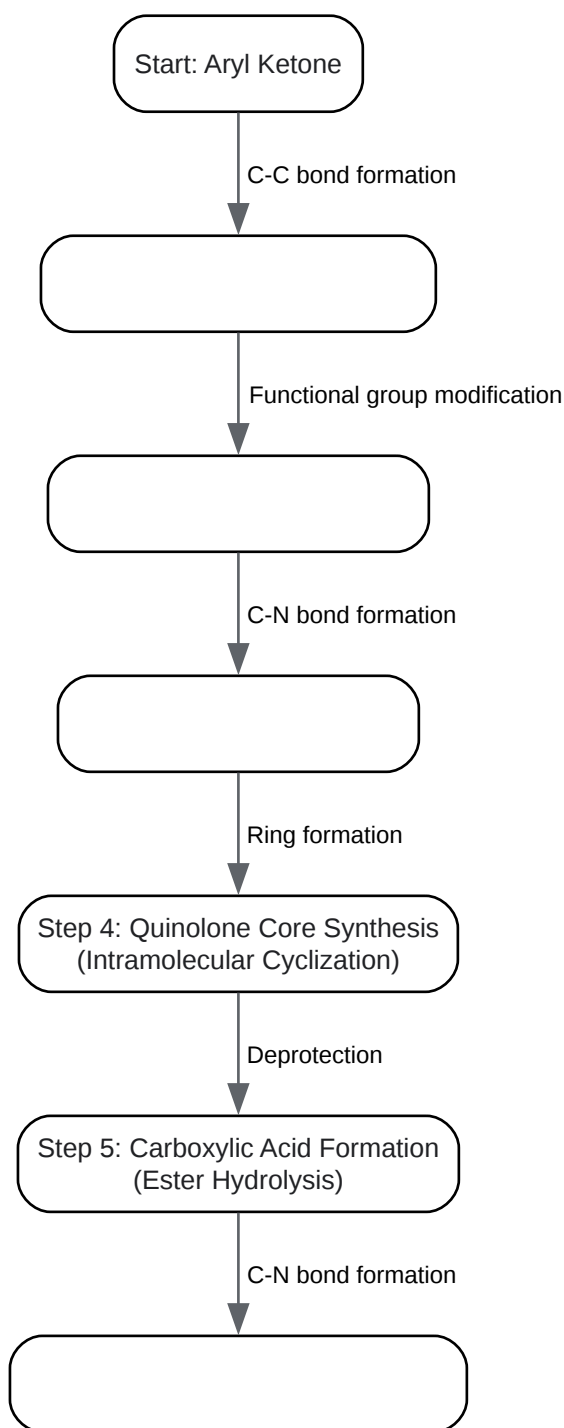 Start: Aryl Ketone
C-C bond formation
Functional group modification
C-N bond formation
Ring formation
Step 4: Quinolone Core Synthesis
(Intramolecular Cyclization)
Deprotection
Step 5: Carboxylic Acid Formation
(Ester Hydrolysis)
C-N bond formation